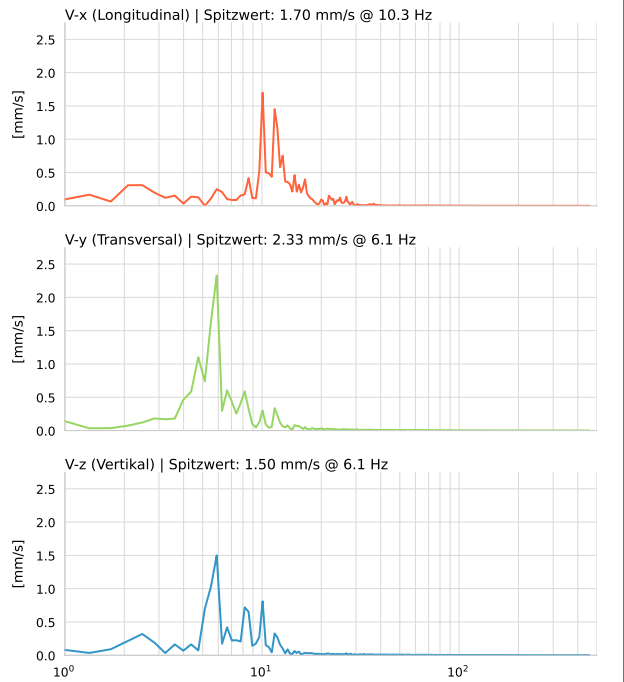 V-x (Longitudinal) | Spitzwert: 1.70 mm/s @ 10.3 Hz
2.5
2.0
1.5
1.0
0.5
0.0
[mm/s]
V-y (Transversal) | Spitzwert: 2.33 mm/s @ 6.1 Hz
2.5
2.0
1.5
1.0
0.5
0.0
[mm/s]
V-z (Vertikal) | Spitzwert: 1.50 mm/s @ 6.1 Hz
2.5
2.0
1.5
1.0
0.5
0.0
[mm/s]
10⁰ 10¹ 10²